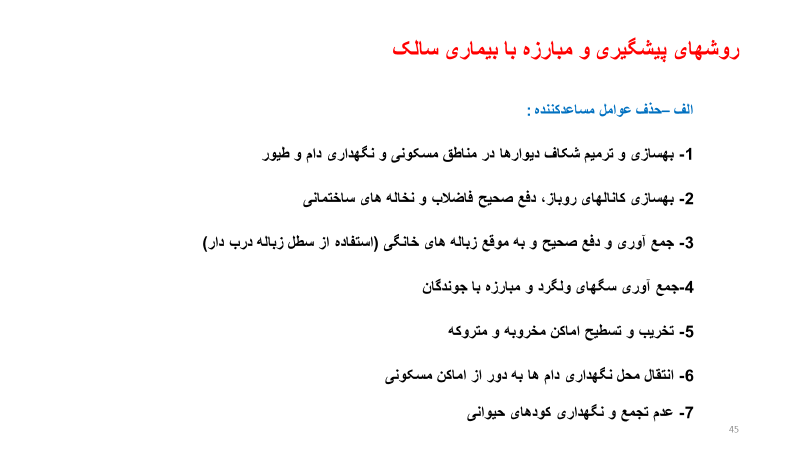 روشهای پیشگیری و مبارزه با بیماری سالک
الف –حذف عوامل مساعدکننده :
1- بهسازی و ترمیم شکاف دیوارها در مناطق مسکونی و نگهداری دام و طیور
2- بهسازی کانالهای روباز، دفع صحیح فاضلاب و نخاله های ساختمانی
3- جمع آوری و دفع صحیح و به موقع زباله های خانگی (استفاده از سطل زباله درب دار)
4-جمع آوری سگهای ولگرد و مبارزه با جوندگان
5- تخریب و تسطیح اماکن مخروبه و متروکه
6- انتقال محل نگهداری دام ها به دور از اماکن مسکونی
7- عدم تجمع و نگهداری کودهای حیوانی
45